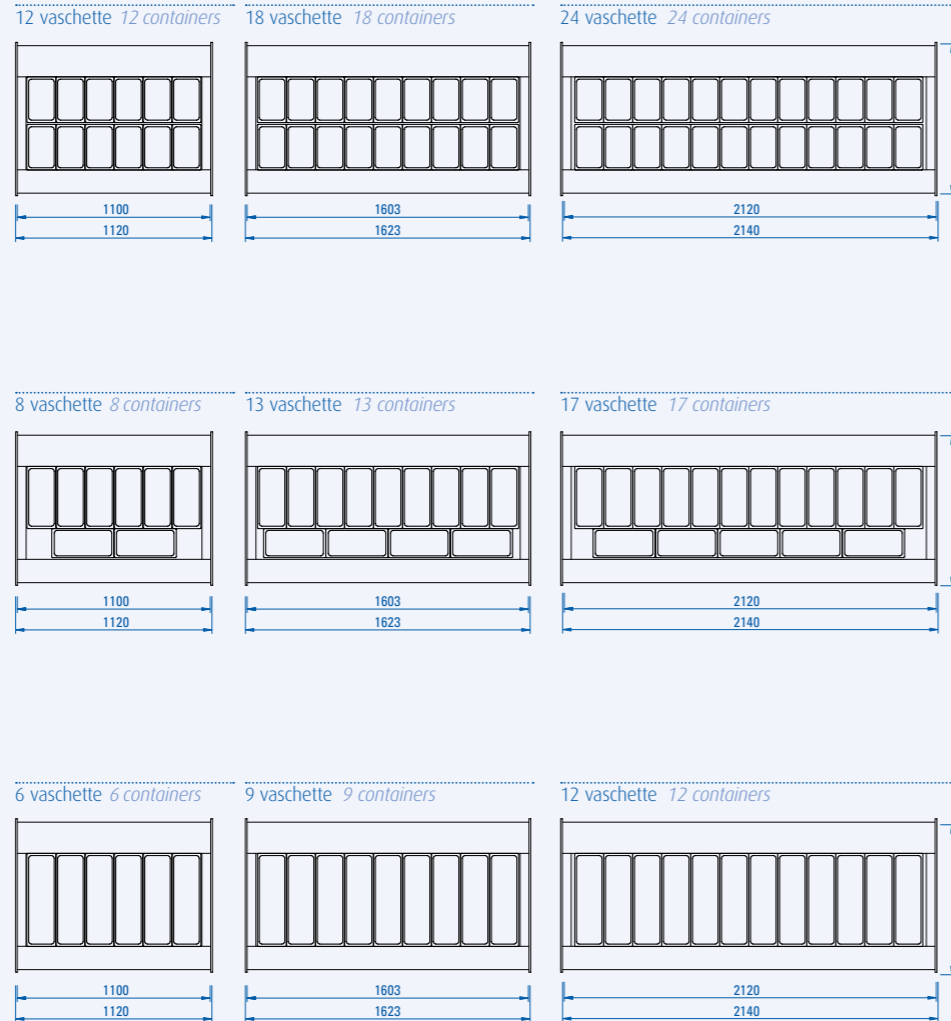 12 vaschette 12 containers
18 vaschette 18 containers
24 vaschette 24 containers
1100
1120
1603
1623
2120
2140
8 vaschette 8 containers
13 vaschette 13 containers
17 vaschette 17 containers
1100
1120
1603
1623
2120
2140
6 vaschette 6 containers
9 vaschette 9 containers
12 vaschette 12 containers
1100
1120
1603
1623
2120
2140